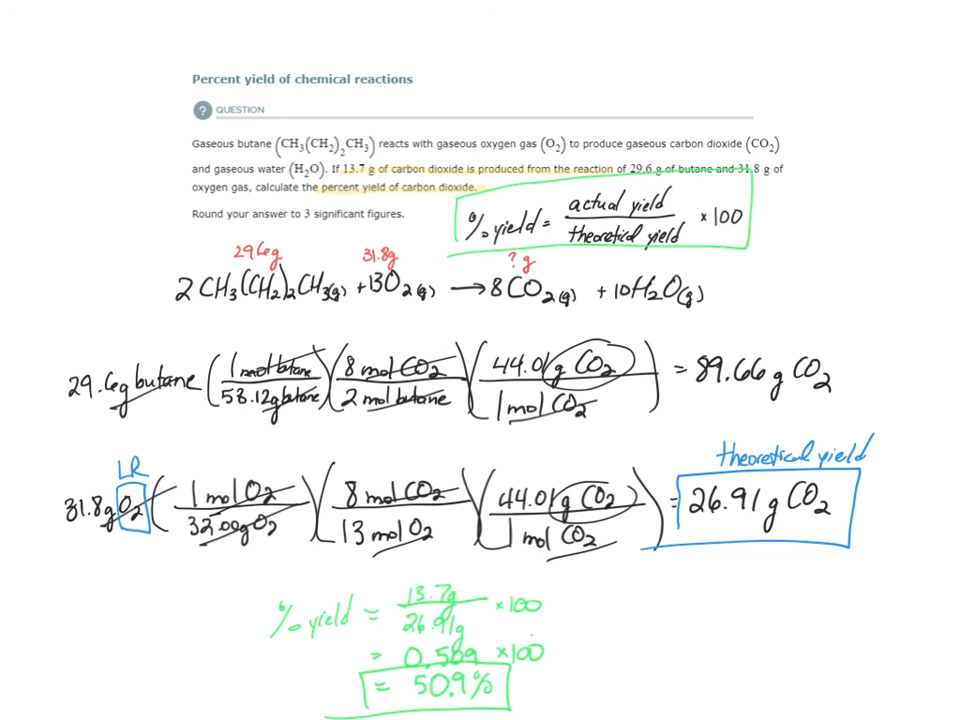 Percent yield of chemical reactions
? QUESTION
Gaseous butane (CH₃(CH₂)₂CH₃) reacts with gaseous oxygen gas (O₂) to produce gaseous carbon dioxide (CO₂)
and gaseous water (H₂O). If 13.7 g of carbon dioxide is produced from the reaction of 29.6 g of butane and 31.8 g of
oxygen gas, calculate the percent yield of carbon dioxide.
Round your answer to 3 significant figures.
% yield = actual yield / theoretical yield × 100
29.6g 31.8g ? g
2 CH₃(CH₂)₂CH₃(g) + 13O₂(g) → 8CO₂(g) + 10H₂O(g)
29.6g butane (1 mol butane / 58.12g butane)(8 mol CO₂ / 2 mol butane)(44.01g CO₂ / 1 mol CO₂) = 89.66 g CO₂
LR theoretical yield
31.8g O₂ (1 mol O₂ / 32.00g O₂)(8 mol CO₂ / 13 mol O₂)(44.01g CO₂ / 1 mol CO₂) = 26.91 g CO₂
% yield = 13.7g / 26.91g × 100
= 0.509 × 100
= 50.9%